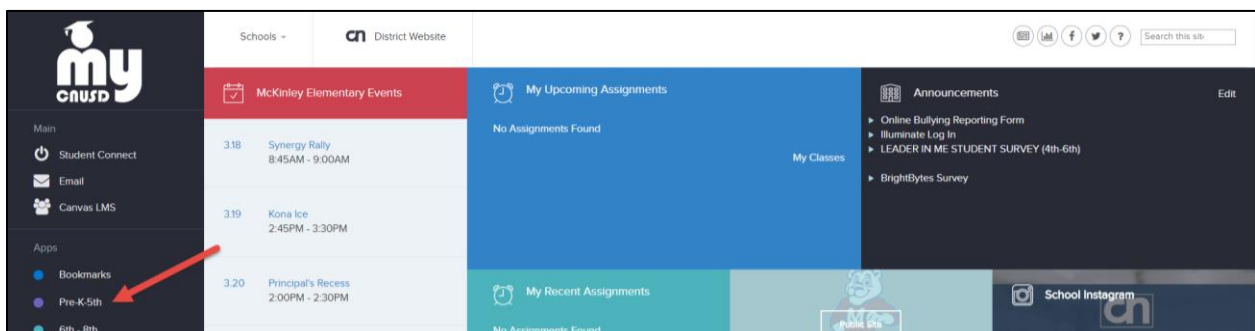 my
CNUSD
Main
Student Connect
Email
Canvas LMS
Apps
Bookmarks
Pre-K-5th
6th - 8th
Schools
cn District Website
Search this sit
McKinley Elementary Events
3.18 Synergy Rally
8:45AM - 9:00AM
3.19 Kona Ice
2:45PM - 3:30PM
3.20 Principal's Recess
2:00PM - 2:30PM
My Upcoming Assignments
No Assignments Found
My Classes
Announcements
Edit
Online Bullying Reporting Form
Illuminate Log In
LEADER IN ME STUDENT SURVEY (4th-6th)
BrightBytes Survey
My Recent Assignments
No Assignments Found
Public Site
School Instagram
cn